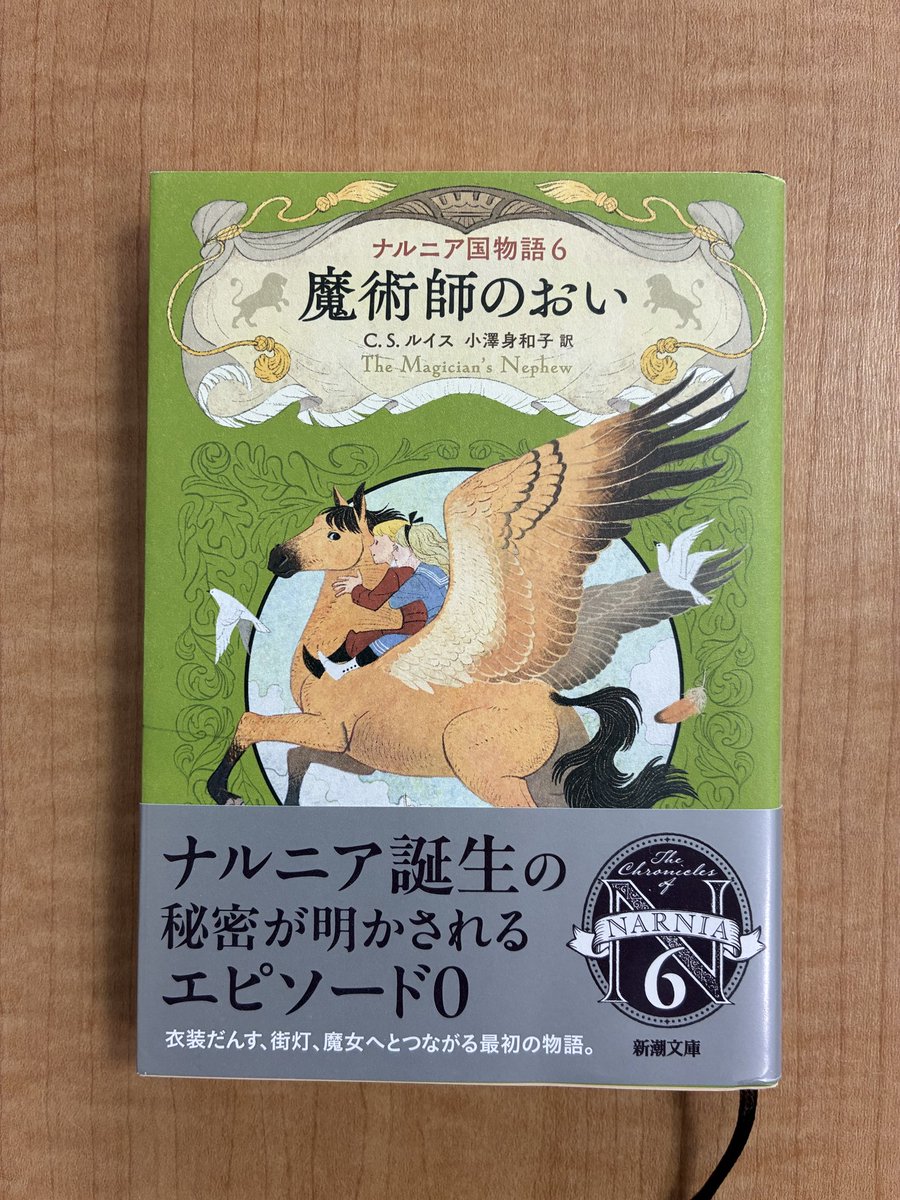 ナルニア国物語6
魔術師のおい
C.S.ルイス 小澤身和子 訳
The Magician's Nephew
ナルニア誕生の
秘密が明かされる
エピソード0
衣装だんす、街灯、魔女へとつながる最初の物語。
The
Chronicles
of
N
NARNIA
6
新潮文庫